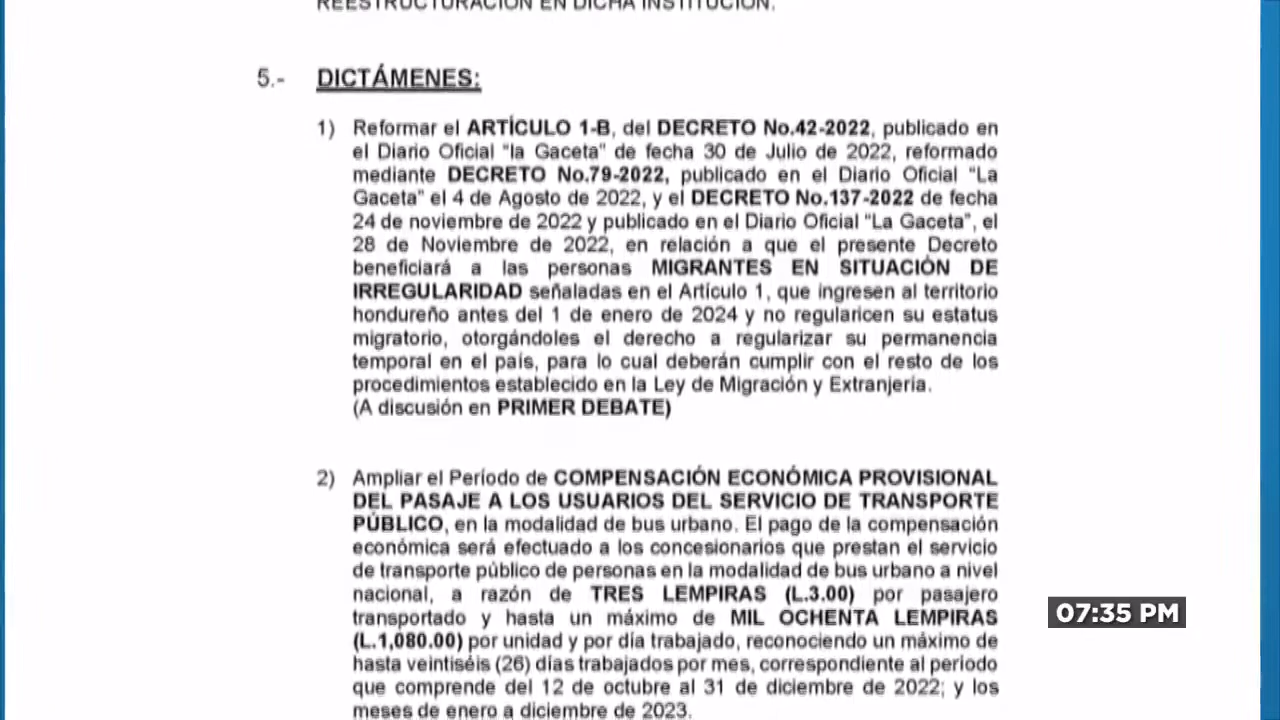 REESTRUCTURACIÓN EN DICHA INSTITUCIÓN.
5.- DICTÁMENES:
1) Reformar el ARTÍCULO 1-B, del DECRETO No.42-2022, publicado en
el Diario Oficial "la Gaceta" de fecha 30 de Julio de 2022, reformado
mediante DECRETO No.79-2022, publicado en el Diario Oficial "La
Gaceta" el 4 de Agosto de 2022, y el DECRETO No.137-2022 de fecha
24 de noviembre de 2022 y publicado en el Diario Oficial "La Gaceta", el
28 de Noviembre de 2022, en relación a que el presente Decreto
beneficiará a las personas MIGRANTES EN SITUACIÓN DE
IRREGULARIDAD señaladas en el Artículo 1, que ingresen al territorio
hondureño antes del 1 de enero de 2024 y no regularicen su estatus
migratorio, otorgándoles el derecho a regularizar su permanencia
temporal en el país, para lo cual deberán cumplir con el resto de los
procedimientos establecido en la Ley de Migración y Extranjería.
(A discusión en PRIMER DEBATE)
2) Ampliar el Período de COMPENSACIÓN ECONÓMICA PROVISIONAL
DEL PASAJE A LOS USUARIOS DEL SERVICIO DE TRANSPORTE
PÚBLICO, en la modalidad de bus urbano. El pago de la compensación
económica será efectuado a los concesionarios que prestan el servicio
de transporte público de personas en la modalidad de bus urbano a nivel
nacional, a razón de TRES LEMPIRAS (L.3.00) por pasajero
transportado y hasta un máximo de MIL OCHENTA LEMPIRAS
(L.1,080.00) por unidad y por día trabajado, reconociendo un máximo de
hasta veintiséis (26) días trabajados por mes, correspondiente al período
que comprende del 12 de octubre al 31 de diciembre de 2022; y los
meses de enero a diciembre de 2023.
07:35 PM